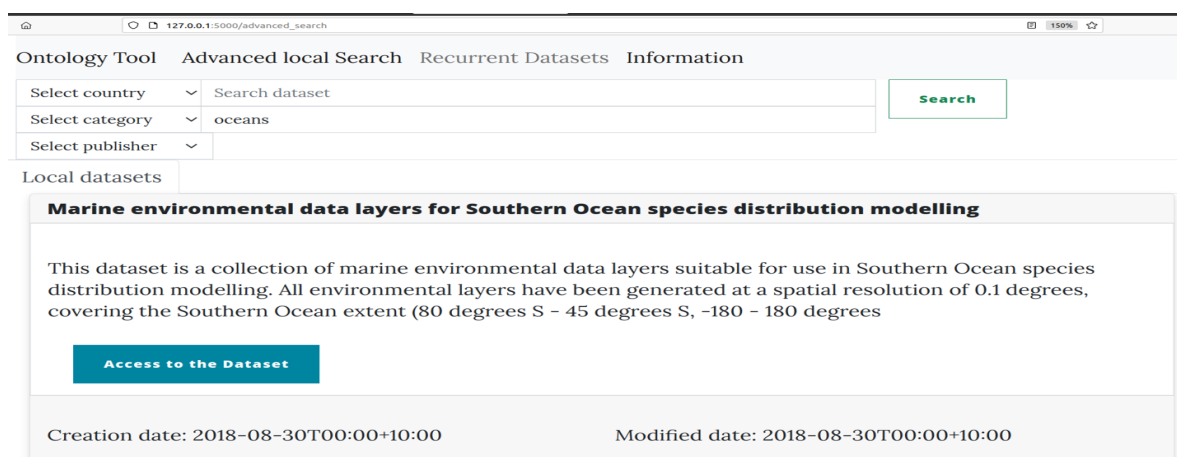 127.0.0.1:5000/advanced_search 150%
Ontology Tool Advanced local Search Recurrent Datasets Information
Select country Search dataset Search
Select category oceans
Select publisher
Local datasets
Marine environmental data layers for Southern Ocean species distribution modelling
This dataset is a collection of marine environmental data layers suitable for use in Southern Ocean species
distribution modelling. All environmental layers have been generated at a spatial resolution of 0.1 degrees,
covering the Southern Ocean extent (80 degrees S - 45 degrees S, -180 - 180 degrees
Access to the Dataset
Creation date: 2018-08-30T00:00+10:00 Modified date: 2018-08-30T00:00+10:00